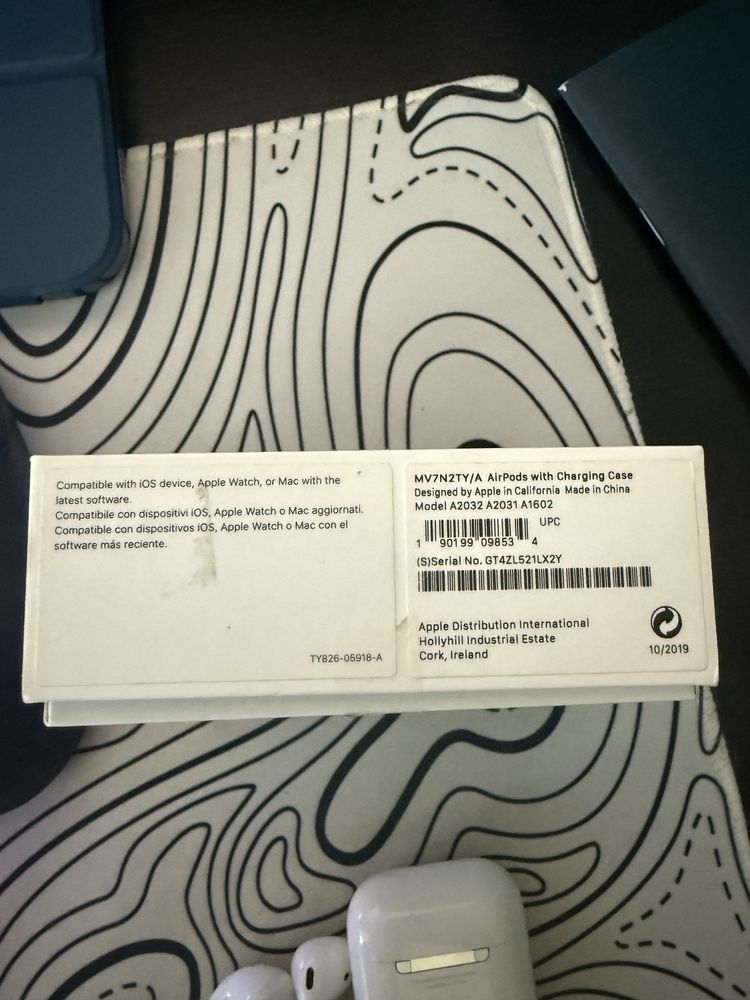 Compatible with iOS device, Apple Watch, or Mac with the
latest software.
Compatibile con dispositivi iOS, Apple Watch o Mac aggiornati.
Compatible con dispositivos iOS, Apple Watch o Mac con el
software más reciente.
TY826-05918-A
MV7N2TY/A AirPods with Charging Case
Designed by Apple in California Made in China
Model A2032 A2031 A1602
UPC
1 90199 09853 4
(S)Serial No. GT4ZL521LX2Y
Apple Distribution International
Hollyhill Industrial Estate
Cork, Ireland
10/2019